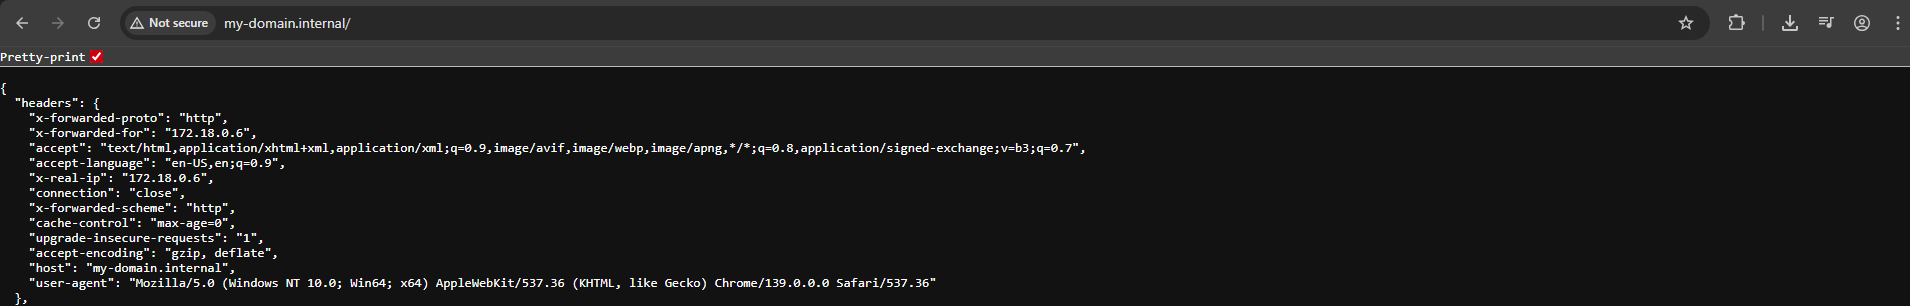 Not secure my-domain.internal/
Pretty-print
{
  "headers": {
    "x-forwarded-proto": "http",
    "x-forwarded-for": "172.18.0.6",
    "accept": "text/html,application/xhtml+xml,application/xml;q=0.9,image/avif,image/webp,image/apng,*/*;q=0.8,application/signed-exchange;v=b3;q=0.7",
    "accept-language": "en-US,en;q=0.9",
    "x-real-ip": "172.18.0.6",
    "connection": "close",
    "x-forwarded-scheme": "http",
    "cache-control": "max-age=0",
    "upgrade-insecure-requests": "1",
    "accept-encoding": "gzip, deflate",
    "host": "my-domain.internal",
    "user-agent": "Mozilla/5.0 (Windows NT 10.0; Win64; x64) AppleWebKit/537.36 (KHTML, like Gecko) Chrome/139.0.0.0 Safari/537.36"
  },